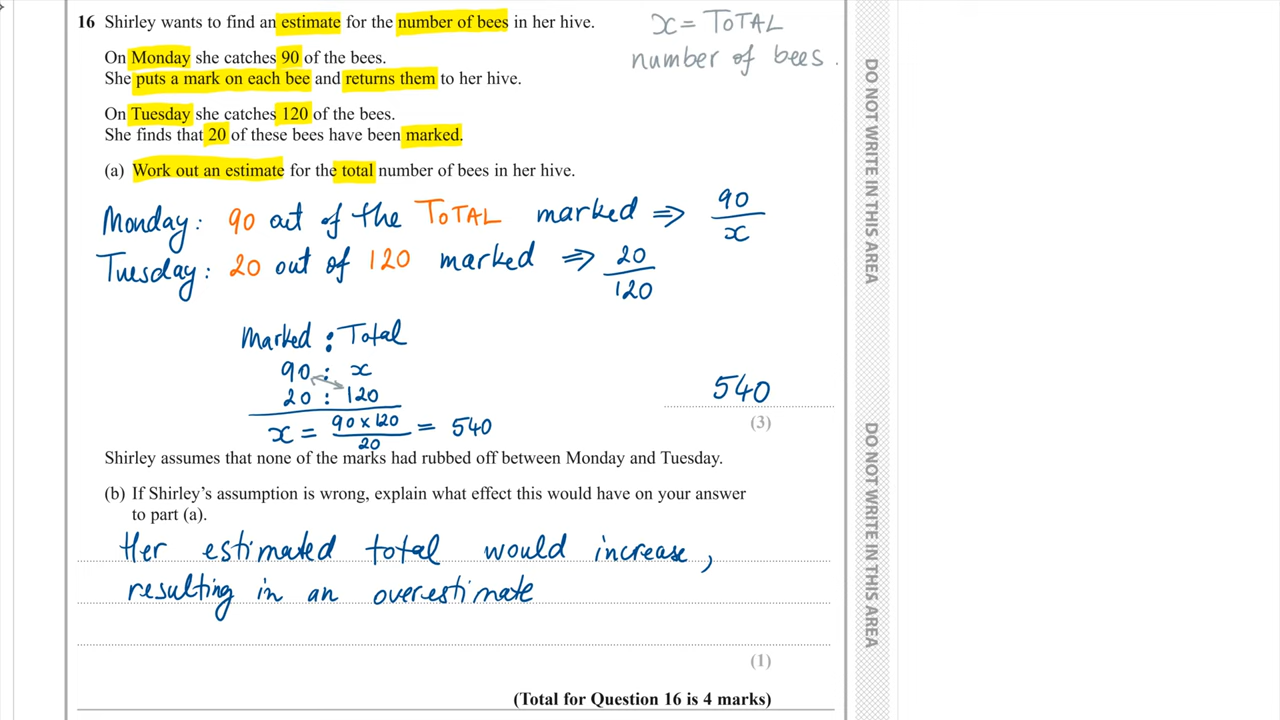 16 Shirley wants to find an estimate for the number of bees in her hive.
x = TOTAL
number of bees.
On Monday she catches 90 of the bees.
She puts a mark on each bee and returns them to her hive.
On Tuesday she catches 120 of the bees.
She finds that 20 of these bees have been marked.
(a) Work out an estimate for the total number of bees in her hive.
Monday: 90 out of the TOTAL marked ⇒ 90/x
Tuesday: 20 out of 120 marked ⇒ 20/120
Marked : Total
90 : x
20 : 120
x = 90 x 120/20 = 540
540
(3)
Shirley assumes that none of the marks had rubbed off between Monday and Tuesday.
(b) If Shirley's assumption is wrong, explain what effect this would have on your answer
to part (a).
Her estimated total would increase,
resulting in an overestimate
(1)
(Total for Question 16 is 4 marks)
DO NOT WRITE IN THIS AREA
DO NOT WRITE IN THIS AREA